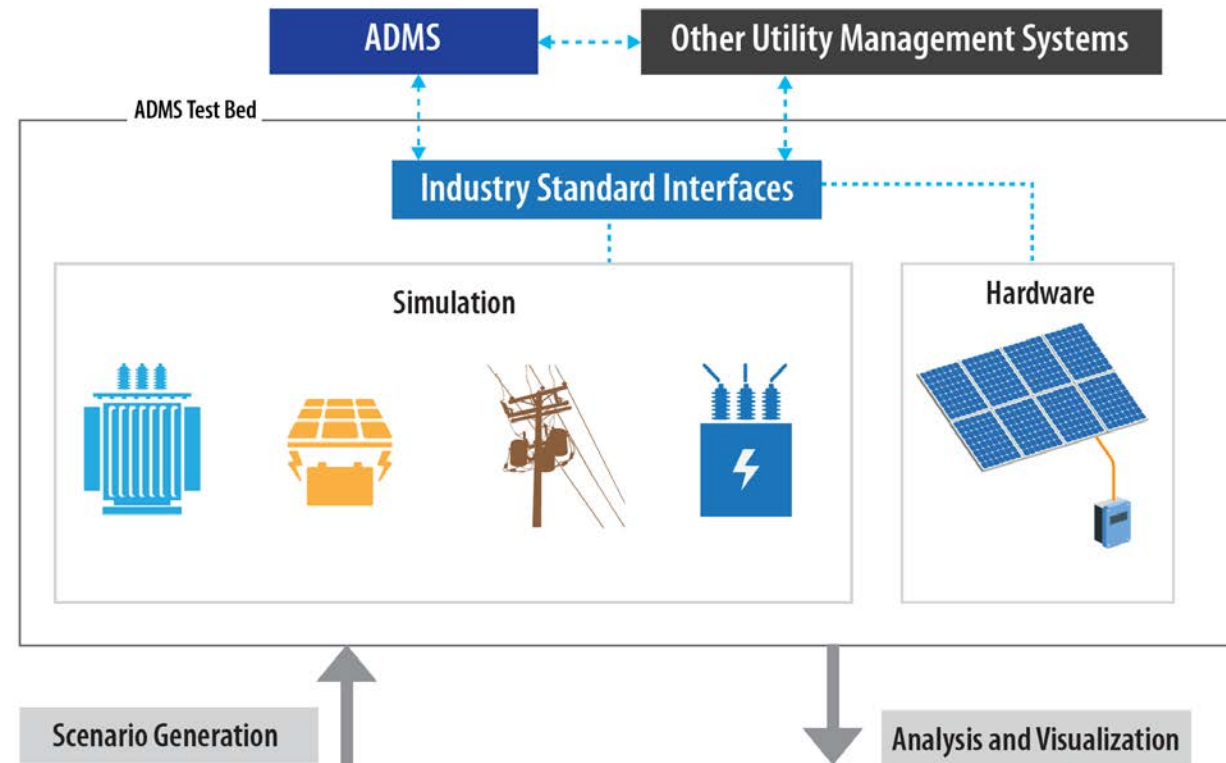 ADMS
Other Utility Management Systems
ADMS Test Bed
Industry Standard Interfaces
Simulation
Hardware
Scenario Generation
Analysis and Visualization